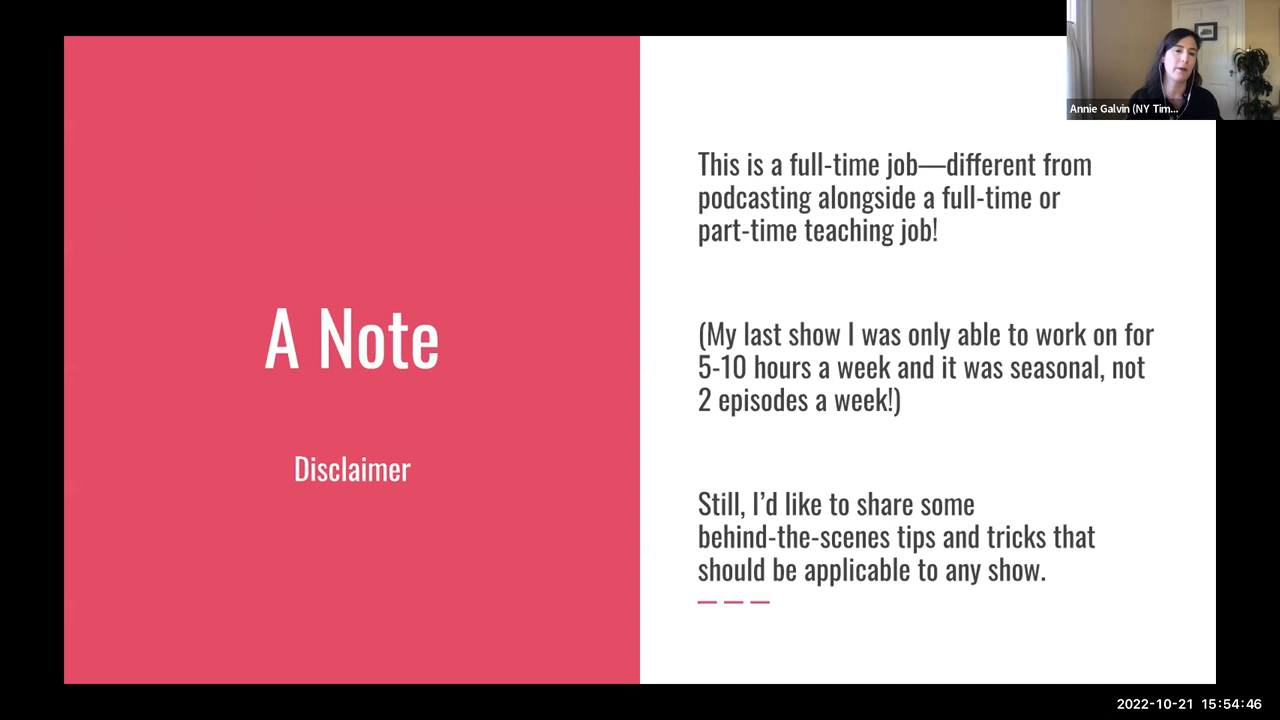 Annie Galvin (NY Tim...
A Note
Disclaimer
This is a full-time job—different from
podcasting alongside a full-time or
part-time teaching job!
(My last show I was only able to work on for
5-10 hours a week and it was seasonal, not
2 episodes a week!)
Still, I’d like to share some
behind-the-scenes tips and tricks that
should be applicable to any show.
2022-10-21 15:54:46